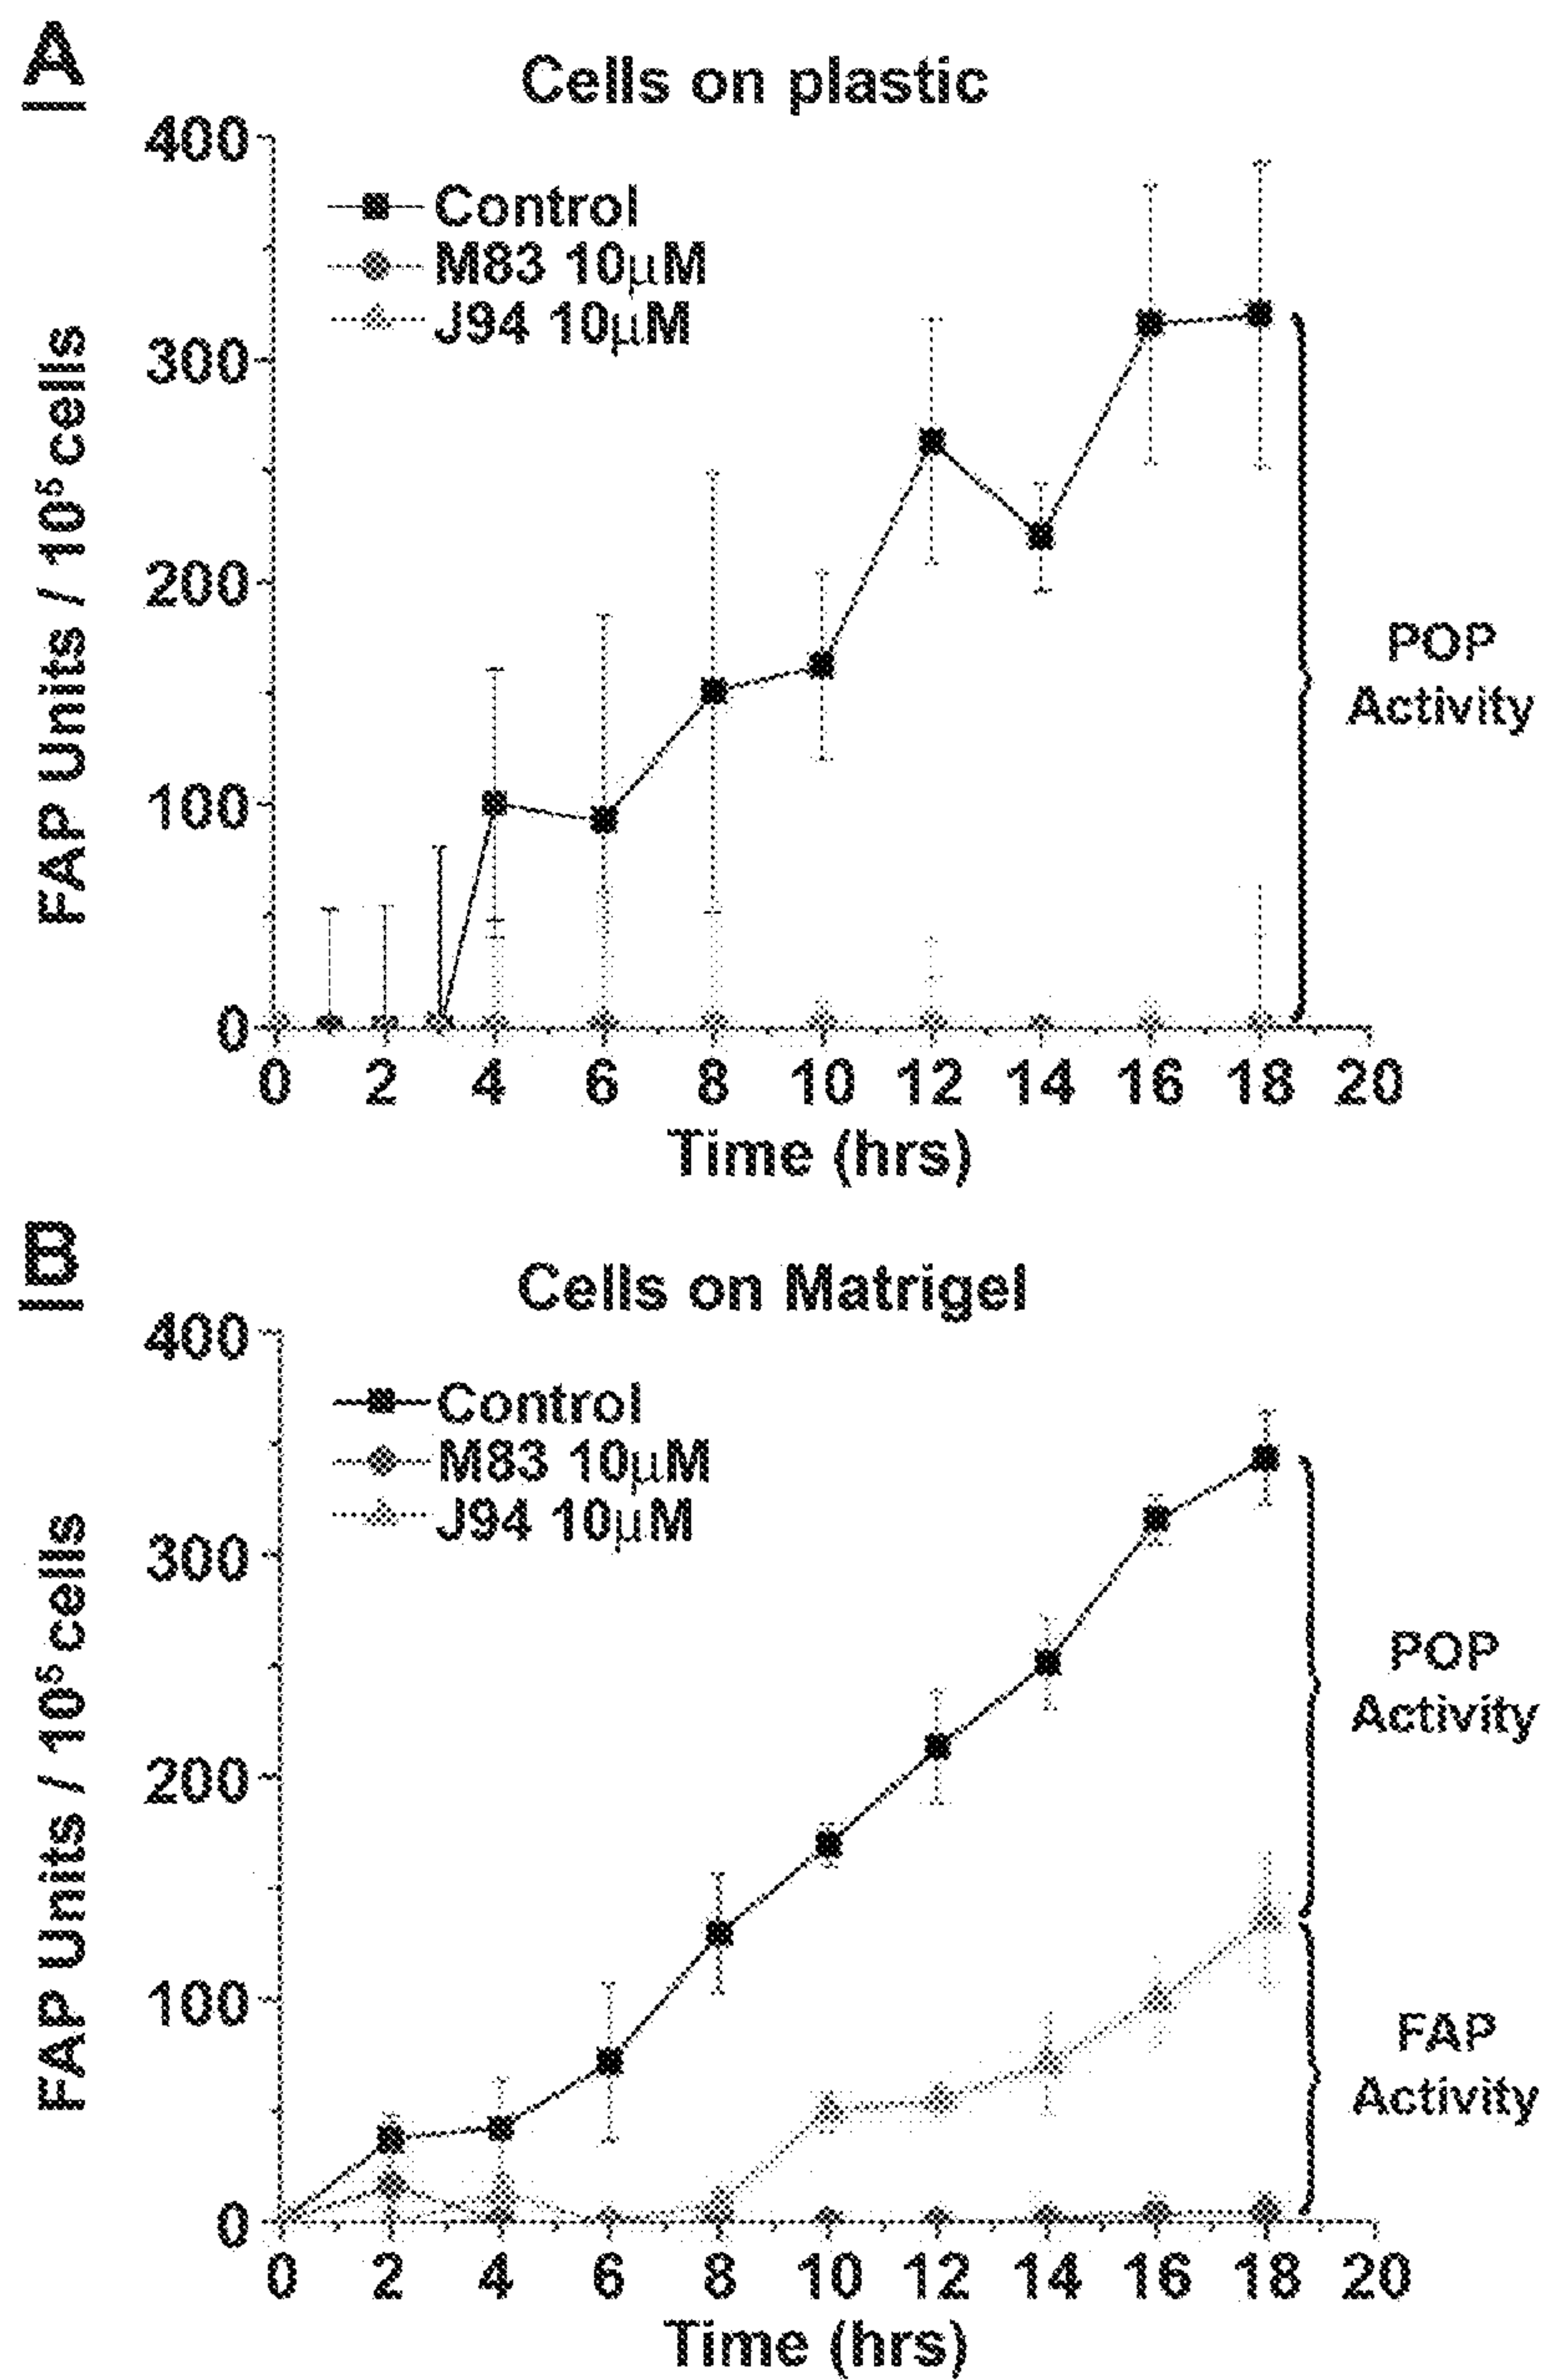 A
Cells on plastic
400
300
200
100
0
FAP Units / 10⁵ cells
Control
M83 10µM
J94 10µM
POP
Activity
0 2 4 6 8 10 12 14 16 18 20
Time (hrs)
B
Cells on Matrigel
400
300
200
100
0
FAP Units / 10⁵ cells
Control
M83 10µM
J94 10µM
POP
Activity
FAP
Activity
0 2 4 6 8 10 12 14 16 18 20
Time (hrs)